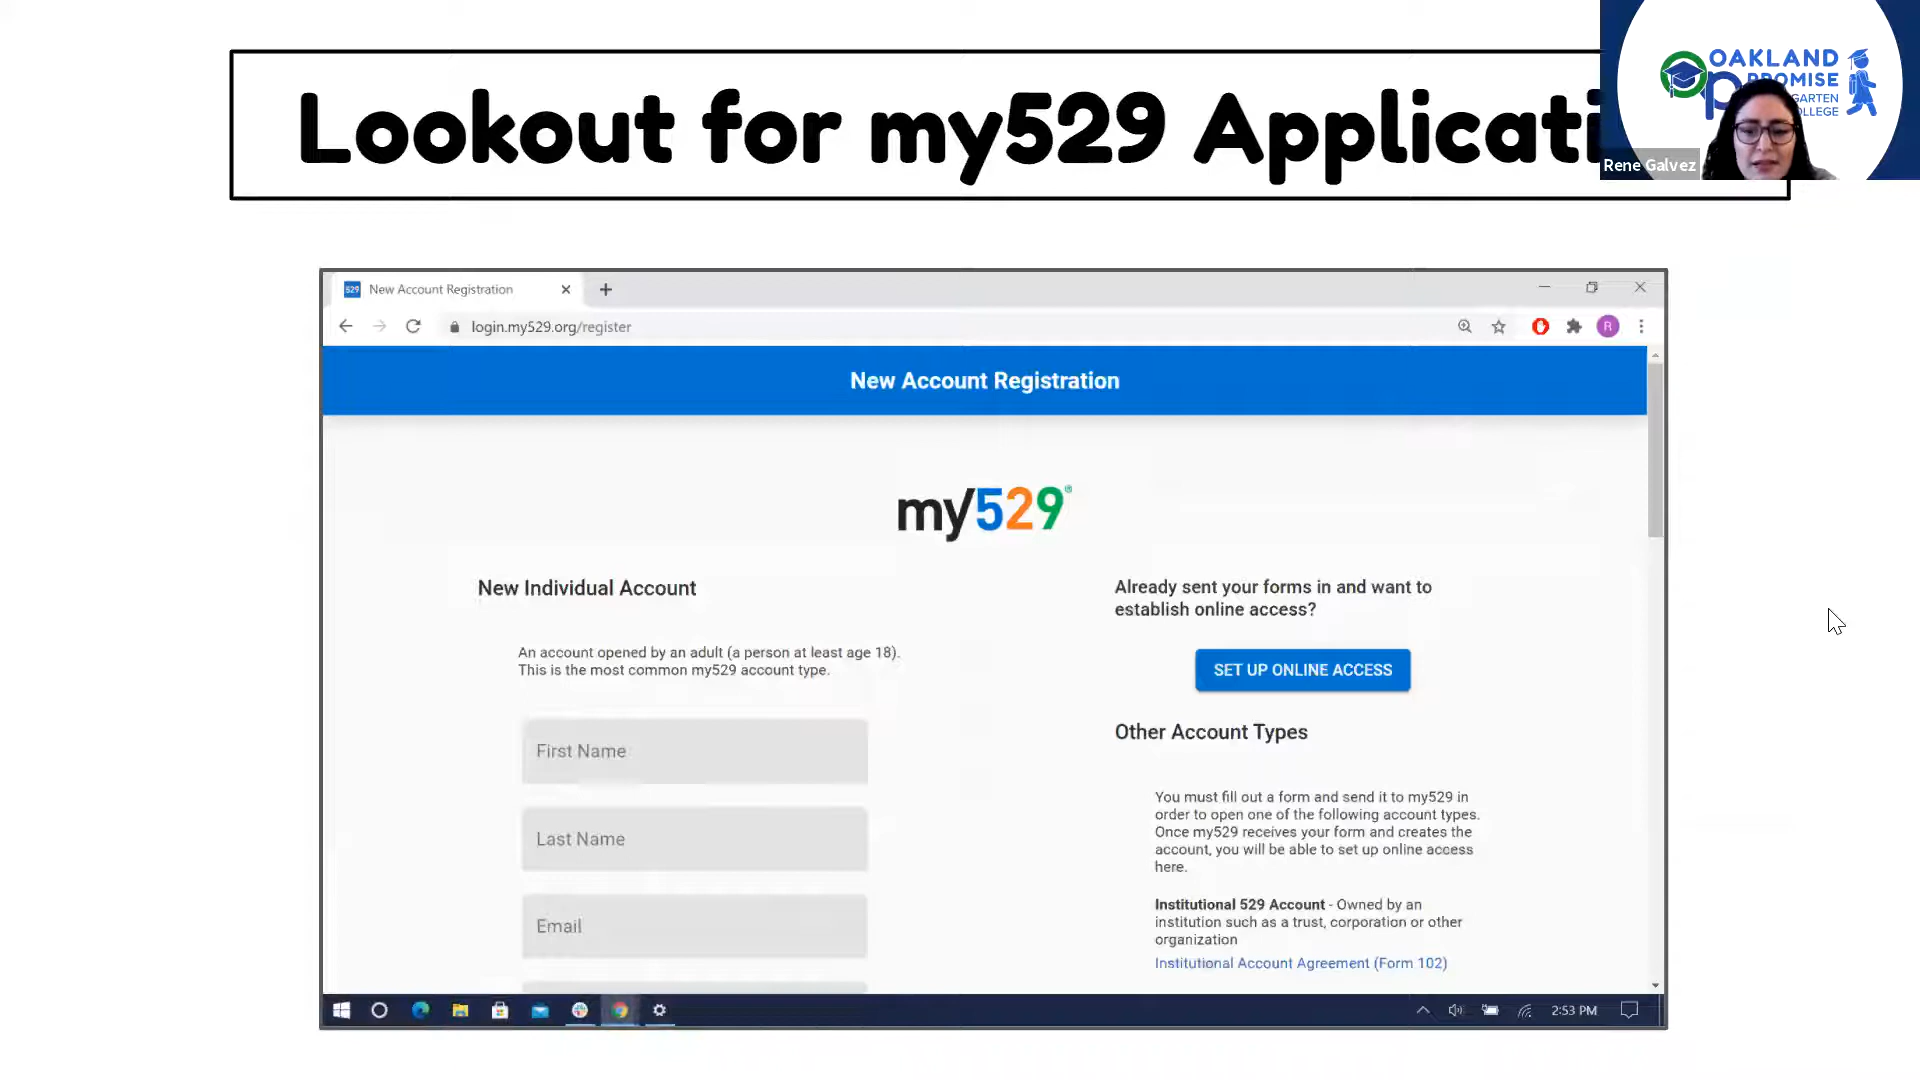 Lookout for my529 Applicati
OAKLAND
PROMISE
GARTEN
COLLEGE
Rene Galvez
529 New Account Registration
login.my529.org/register
R
New Account Registration
my529®
New Individual Account
An account opened by an adult (a person at least age 18).
This is the most common my529 account type.
First Name
Last Name
Email
Already sent your forms in and want to
establish online access?
SET UP ONLINE ACCESS
Other Account Types
You must fill out a form and send it to my529 in
order to open one of the following account types.
Once my529 receives your form and creates the
account, you will be able to set up online access
here.
Institutional 529 Account - Owned by an
institution such as a trust, corporation or other
organization
Institutional Account Agreement (Form 102)
2:53 PM